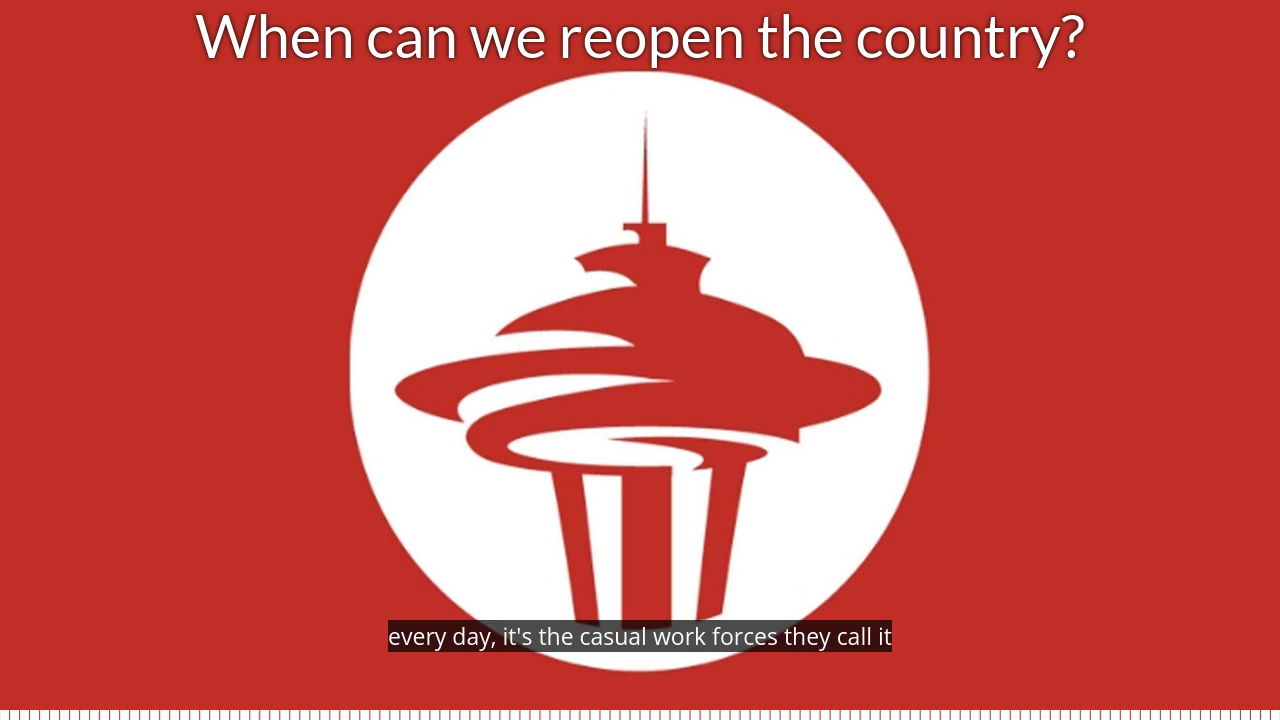 When can we reopen the country?
every day, it's the casual work forces they call it